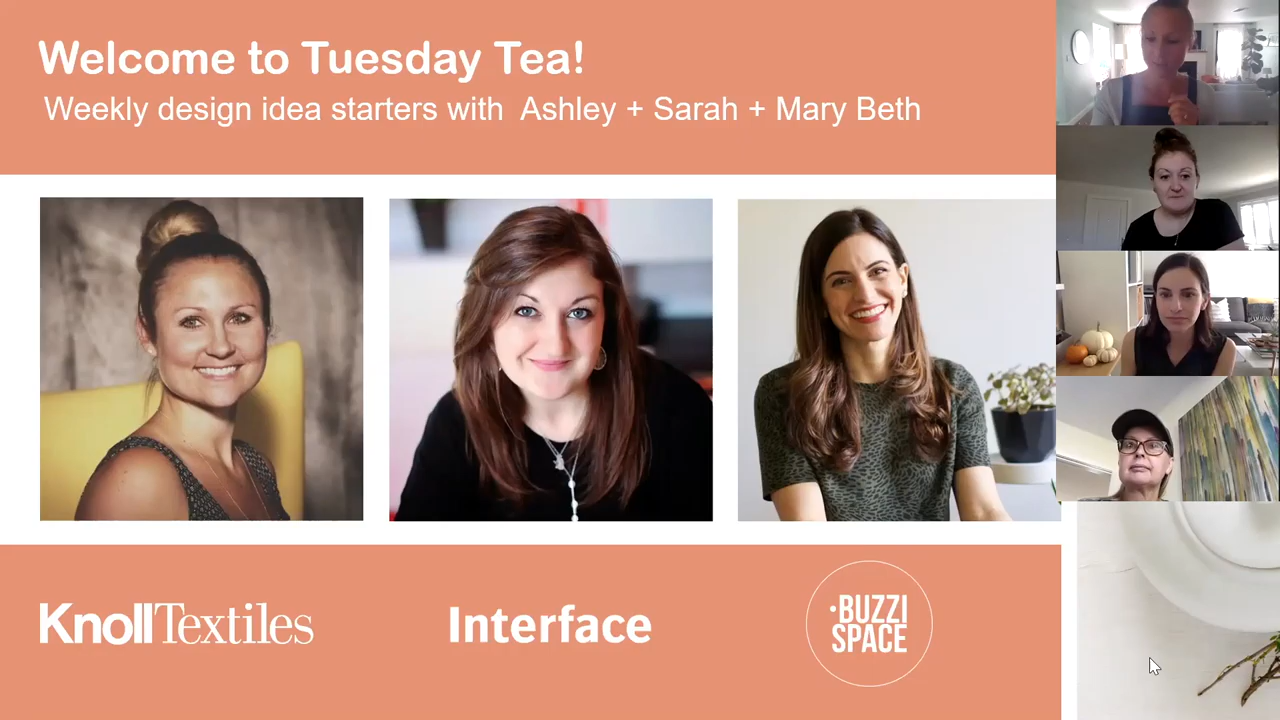 Welcome to Tuesday Tea!
Weekly design idea starters with Ashley + Sarah + Mary Beth
KnollTextiles
Interface
BUZZI
SPACE